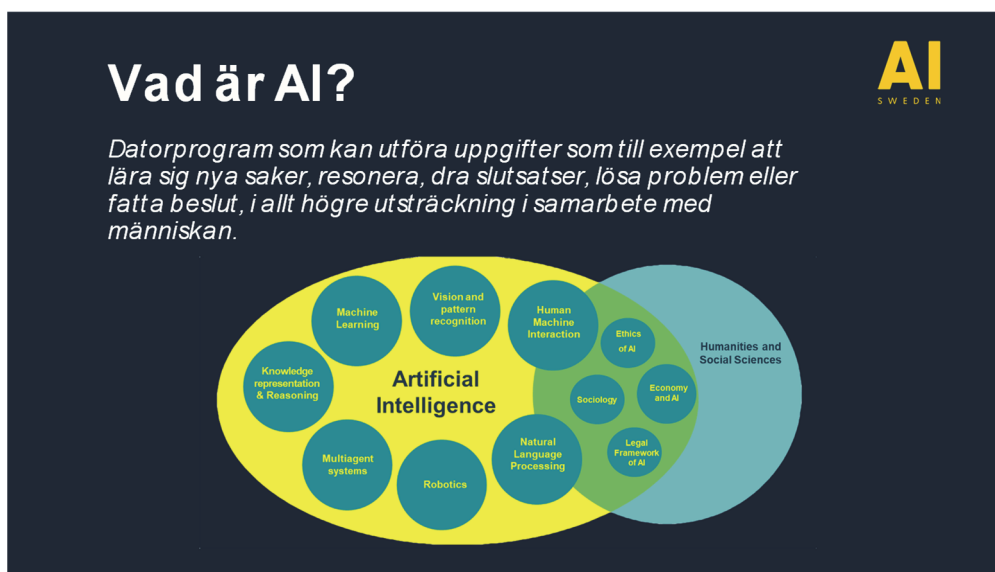 Vad är AI?
AI
SWEDEN
Datorprogram som kan utföra uppgifter som till exempel att
lära sig nya saker, resonera, dra slutsatser, lösa problem eller
fatta beslut, i allt högre utsträckning i samarbete med
människan.
Machine
Learning
Vision and
pattern
recognition
Human
Machine
Interaction
Ethics
of AI
Humanities and
Social Sciences
Knowledge
representation
& Reasoning
Artificial
Intelligence
Sociology
Economy
and AI
Multiagent
systems
Robotics
Natural
Language
Processing
Legal
Framework
of AI